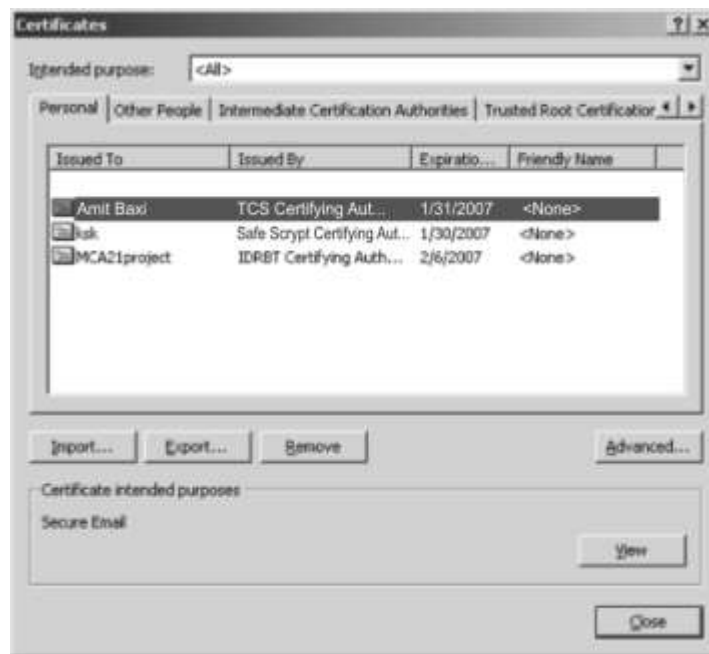 Certificates
Intended purpose: <All>
Personal Other People Intermediate Certification Authorities Trusted Root Certification
Issued To Issued By Expiratio... Friendly Name
Amit Baxi TCS Certifying Aut... 1/31/2007 <None>
ksk Safe Scrypt Certifying Aut... 1/30/2007 <None>
MCA21project IDRBT Certifying Auth... 2/6/2007 <None>
Import... Export... Remove Advanced...
Certificate intended purposes
Secure Email
View
Close